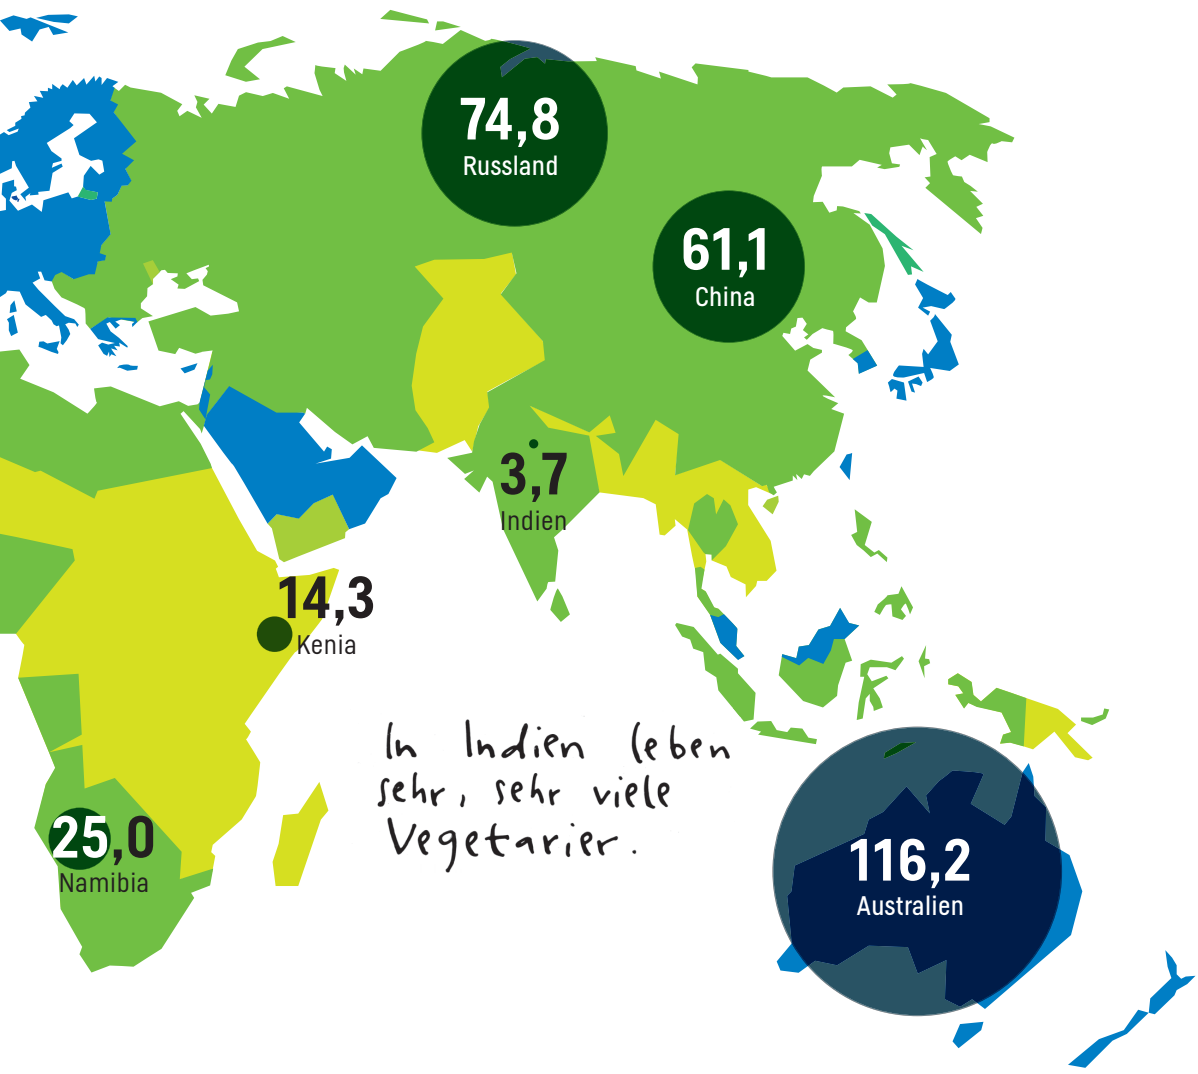 74,8
Russland
61,1
China
3,7
Indien
14,3
Kenia
In Indien leben
sehr, sehr viele
Vegetarier.
25,0
Namibia
116,2
Australien